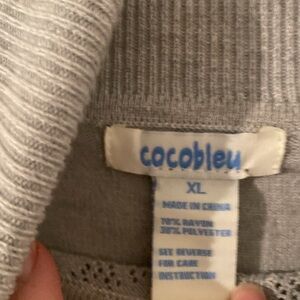 cocobleu
XL
MADE IN CHINA
70% RAYON
30% POLYESTER
SEE REVERSE
FOR CARE
INSTRUCTION